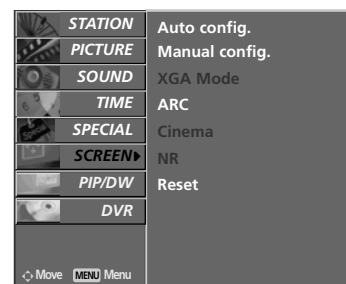 STATION
PICTURE
SOUND
TIME
SPECIAL
SCREEN
PIP/DW
DVR
Move MENU Menu
Auto config.
Manual config.
XGA Mode
ARC
Cinema
NR
Reset